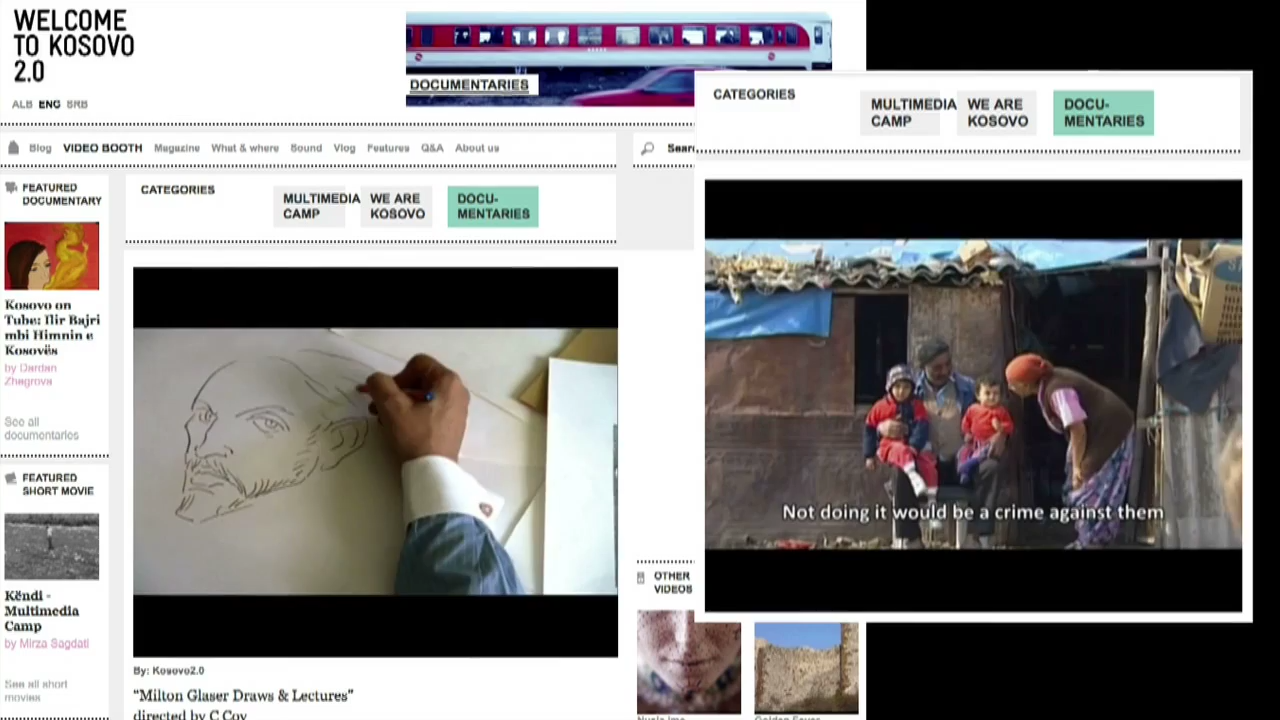 WELCOME
TO KOSOVO
2.0
ALB ENG SRB
DOCUMENTARIES
Blog VIDEO BOOTH Magazine What & where Sound Vlog Features Q&A About us
FEATURED
DOCUMENTARY
Kosovo on
Tube: Ilir Bajri
mbi Himnin e
Kosovës
by Dardan
Zhegrova
See all
documentaries
FEATURED
SHORT MOVIE
Këndi -
Multimedia
Camp
by Mirza Sagdati
See all short
movies
CATEGORIES
MULTIMEDIA
CAMP
WE ARE
KOSOVO
DOCU-
MENTARIES
By: Kosovo2.0
“Milton Glaser Draws & Lectures”
directed by C Coy
OTHER
VIDEOS
CATEGORIES
MULTIMEDIA
CAMP
WE ARE
KOSOVO
DOCU-
MENTARIES
Not doing it would be a crime against them